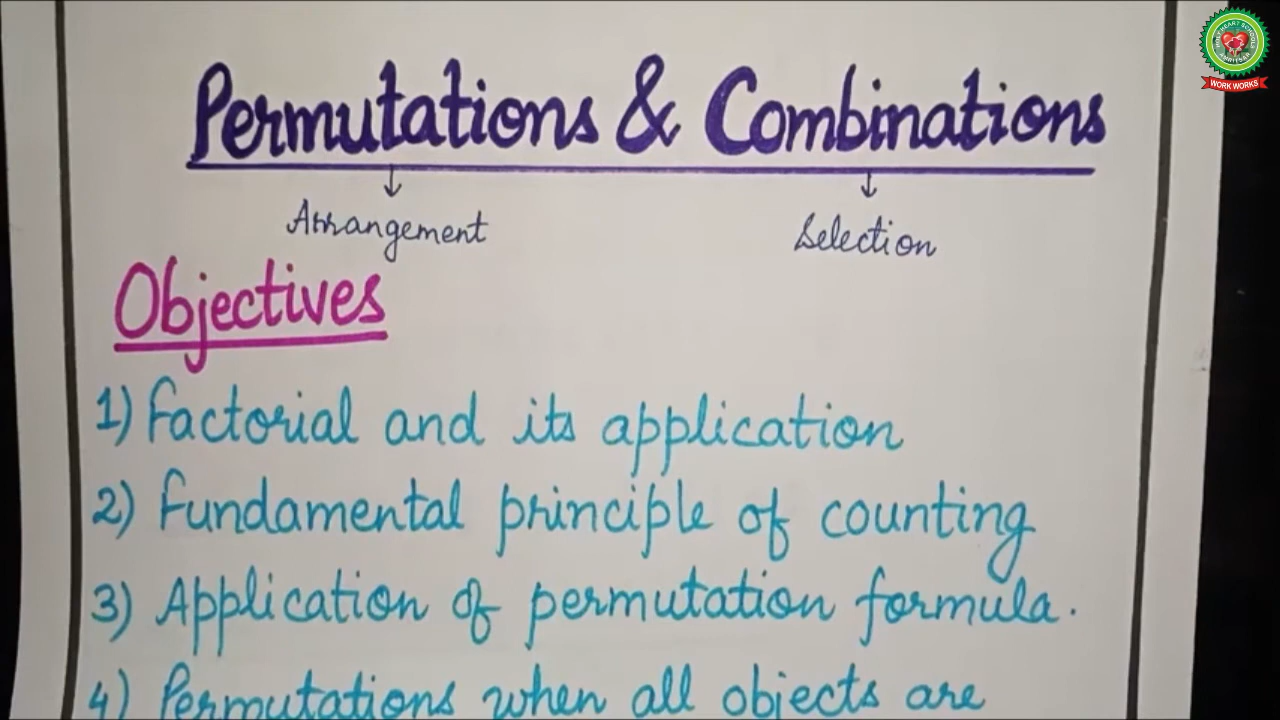 Permutations & Combinations
Arrangement
Selection
Objectives
1) Factorial and its application
2) Fundamental principle of counting
3) Application of permutation formula.
4) Permutations when all objects are
WORK WORKS